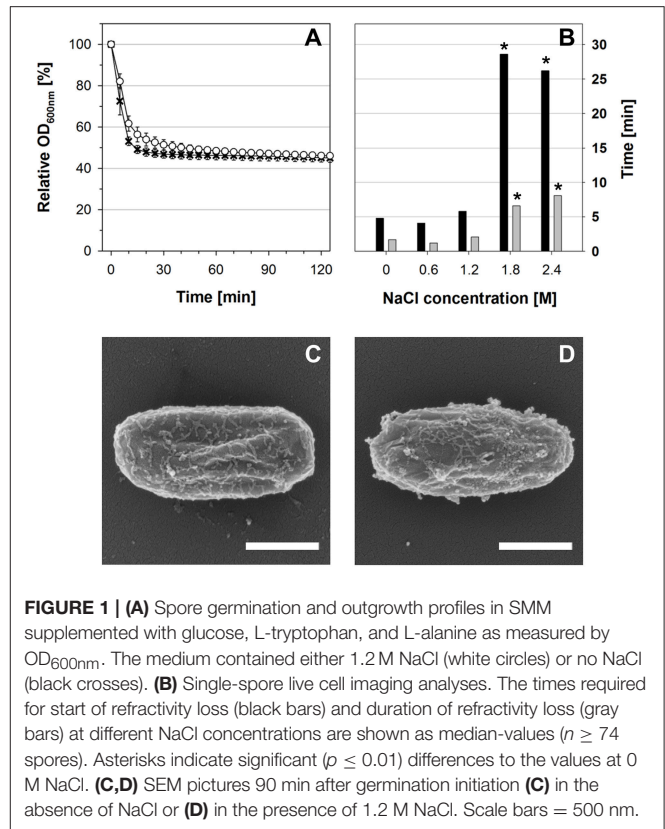 A
B
Relative OD600nm [%]
100
80
60
40
20
0
0
30
60
90
120
Time [min]
30
25
20
15
10
5
0
Time [min]
*
*
*
*
0
0.6
1.2
1.8
2.4
NaCl concentration [M]
C
D
FIGURE 1 | (A) Spore germination and outgrowth profiles in SMM
supplemented with glucose, L-tryptophan, and L-alanine as measured by
OD600nm. The medium contained either 1.2 M NaCl (white circles) or no NaCl
(black crosses). (B) Single-spore live cell imaging analyses. The times required
for start of refractivity loss (black bars) and duration of refractivity loss (gray
bars) at different NaCl concentrations are shown as median-values (n ≥ 74
spores). Asterisks indicate significant (p ≤ 0.01) differences to the values at 0
M NaCl. (C,D) SEM pictures 90 min after germination initiation (C) in the
absence of NaCl or (D) in the presence of 1.2 M NaCl. Scale bars = 500 nm.